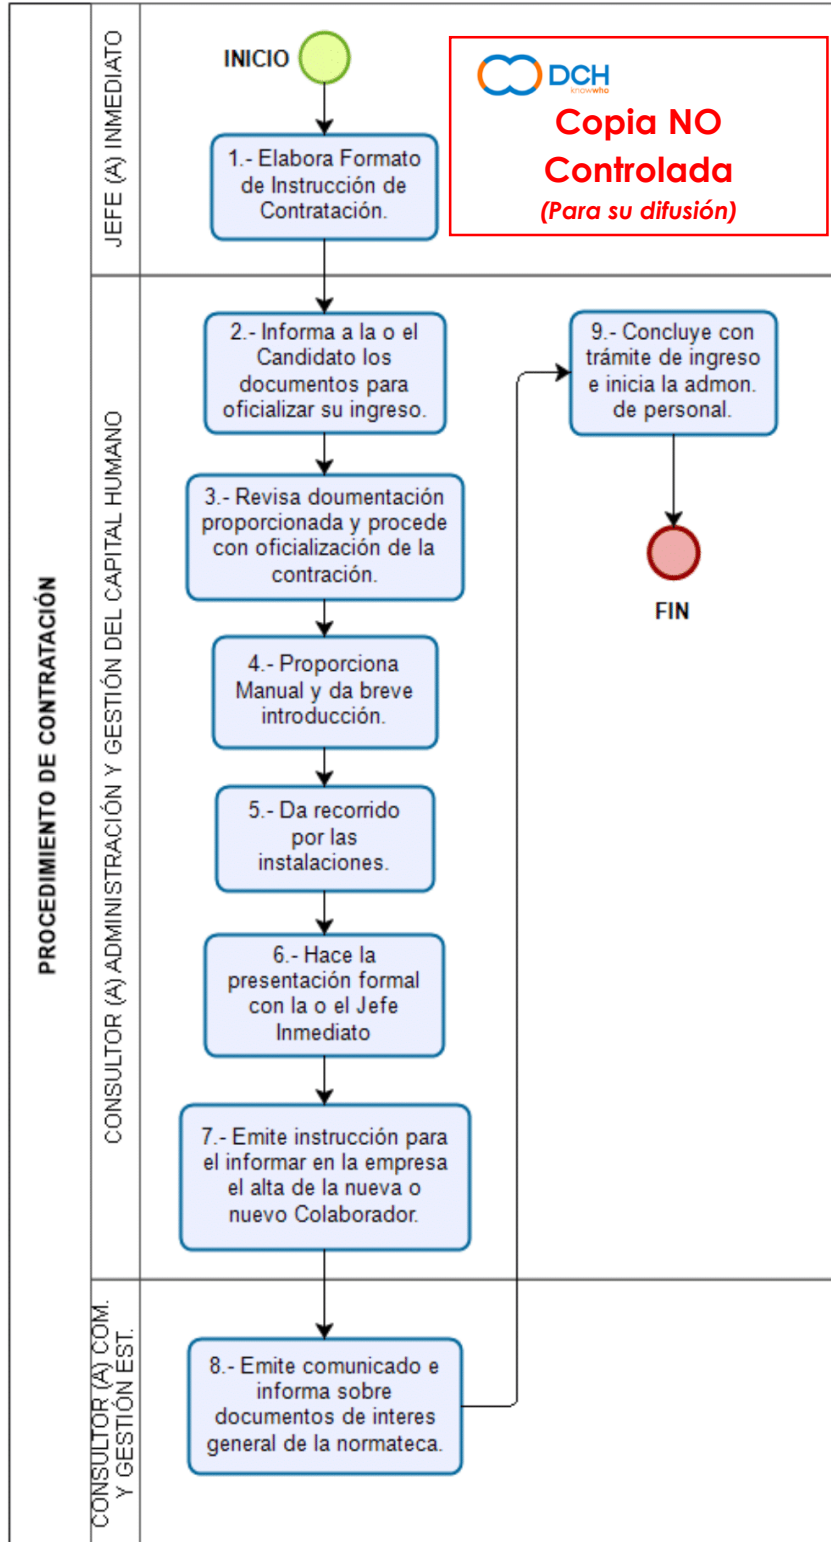 PROCEDIMIENTO DE CONTRATACIÓN
JEFE (A) INMEDIATO
INICIO
DCH
knowwho
Copia NO
Controlada
(Para su difusión)
1.- Elabora Formato
de Instrucción de
Contratación.
CONSULTOR (A) ADMINISTRACIÓN Y GESTIÓN DEL CAPITAL HUMANO
2.- Informa a la o el
Candidato los
documentos para
oficializar su ingreso.
3.- Revisa doumentación
proporcionada y procede
con oficialización de la
contración.
4.- Proporciona
Manual y da breve
introducción.
5.- Da recorrido
por las
instalaciones.
6.- Hace la
presentación formal
con la o el Jefe
Inmediato
7.- Emite instrucción para
el informar en la empresa
el alta de la nueva o
nuevo Colaborador.
CONSULTOR (A) COM.
Y GESTIÓN EST.
8.- Emite comunicado e
informa sobre
documentos de interes
general de la normateca.
9.- Concluye con
trámite de ingreso
e inicia la admon.
de personal.
FIN